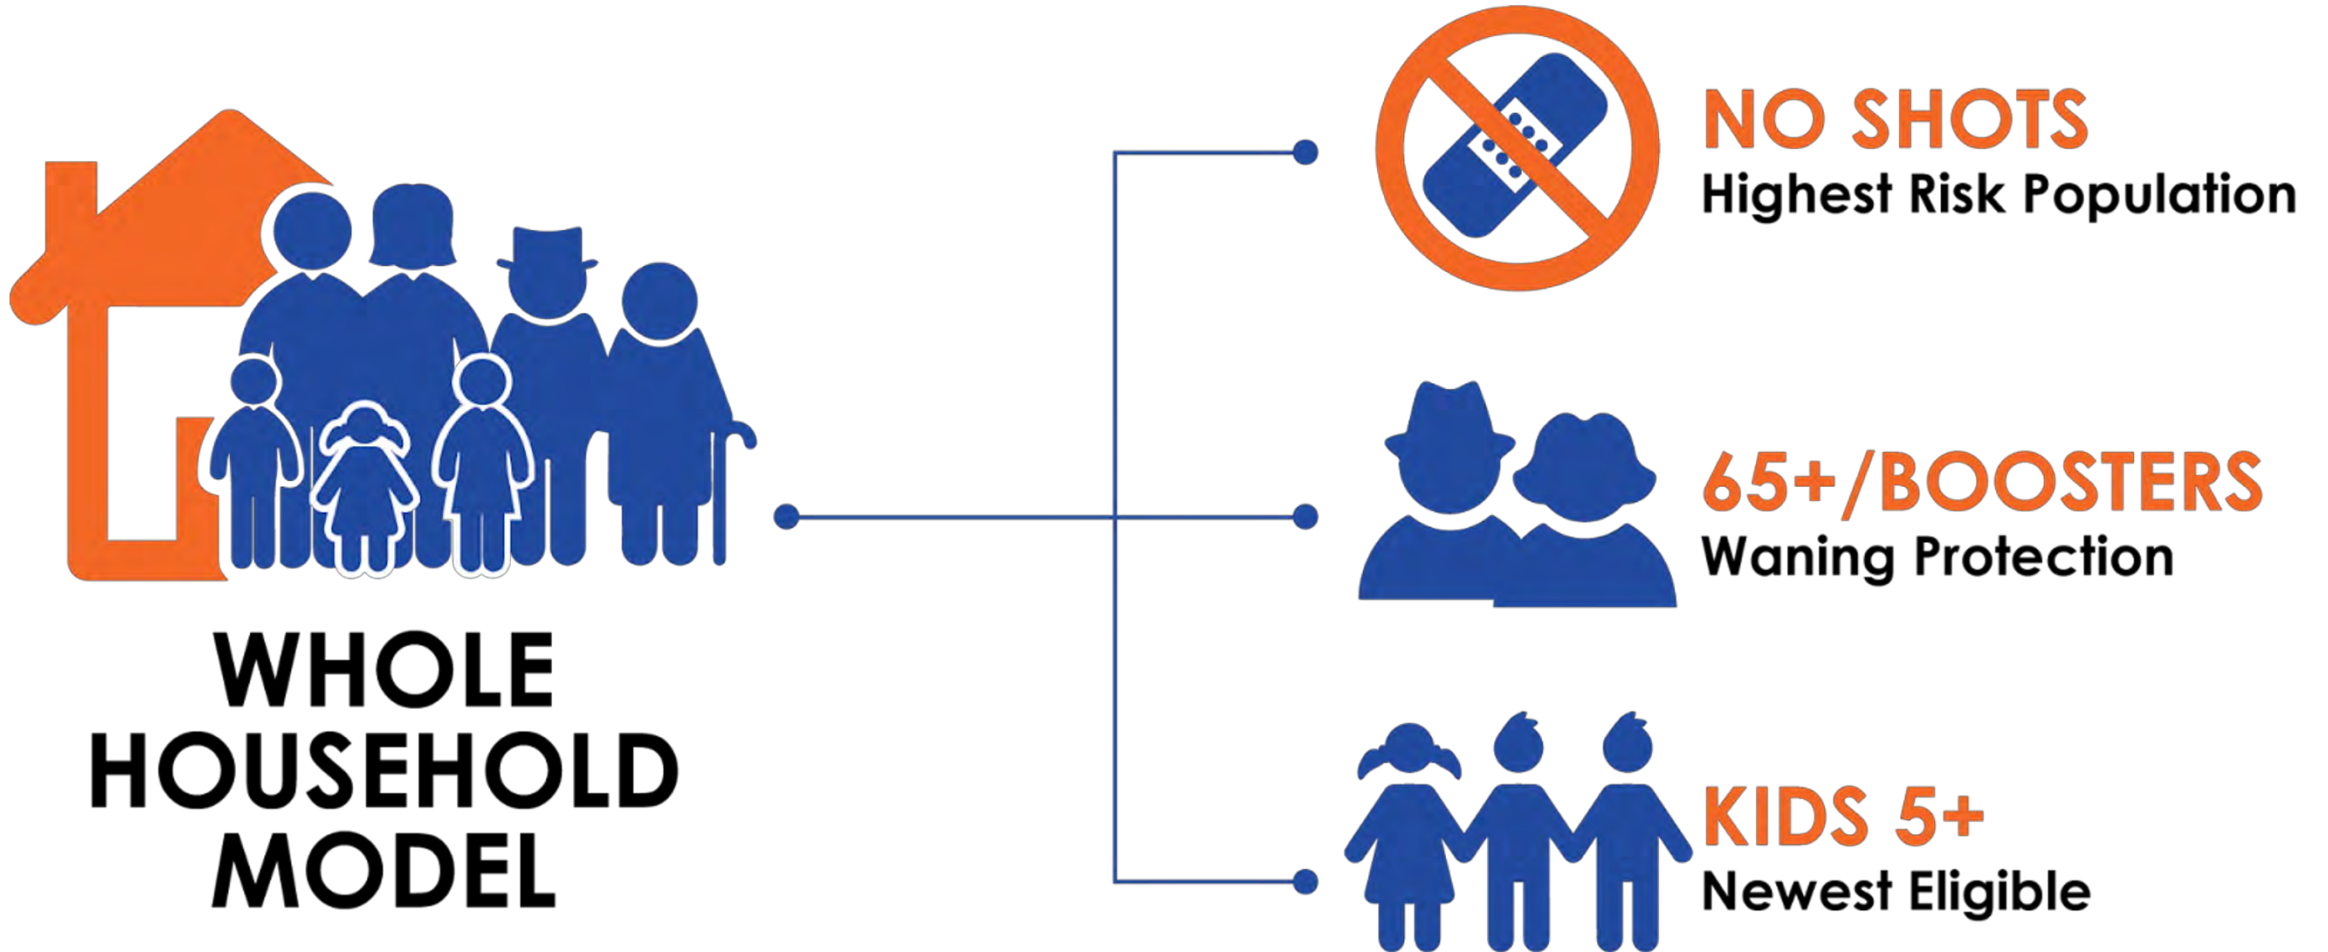 WHOLE
HOUSEHOLD
MODEL
NO SHOTS
Highest Risk Population
65+/BOOSTERS
Waning Protection
KIDS 5+
Newest Eligible